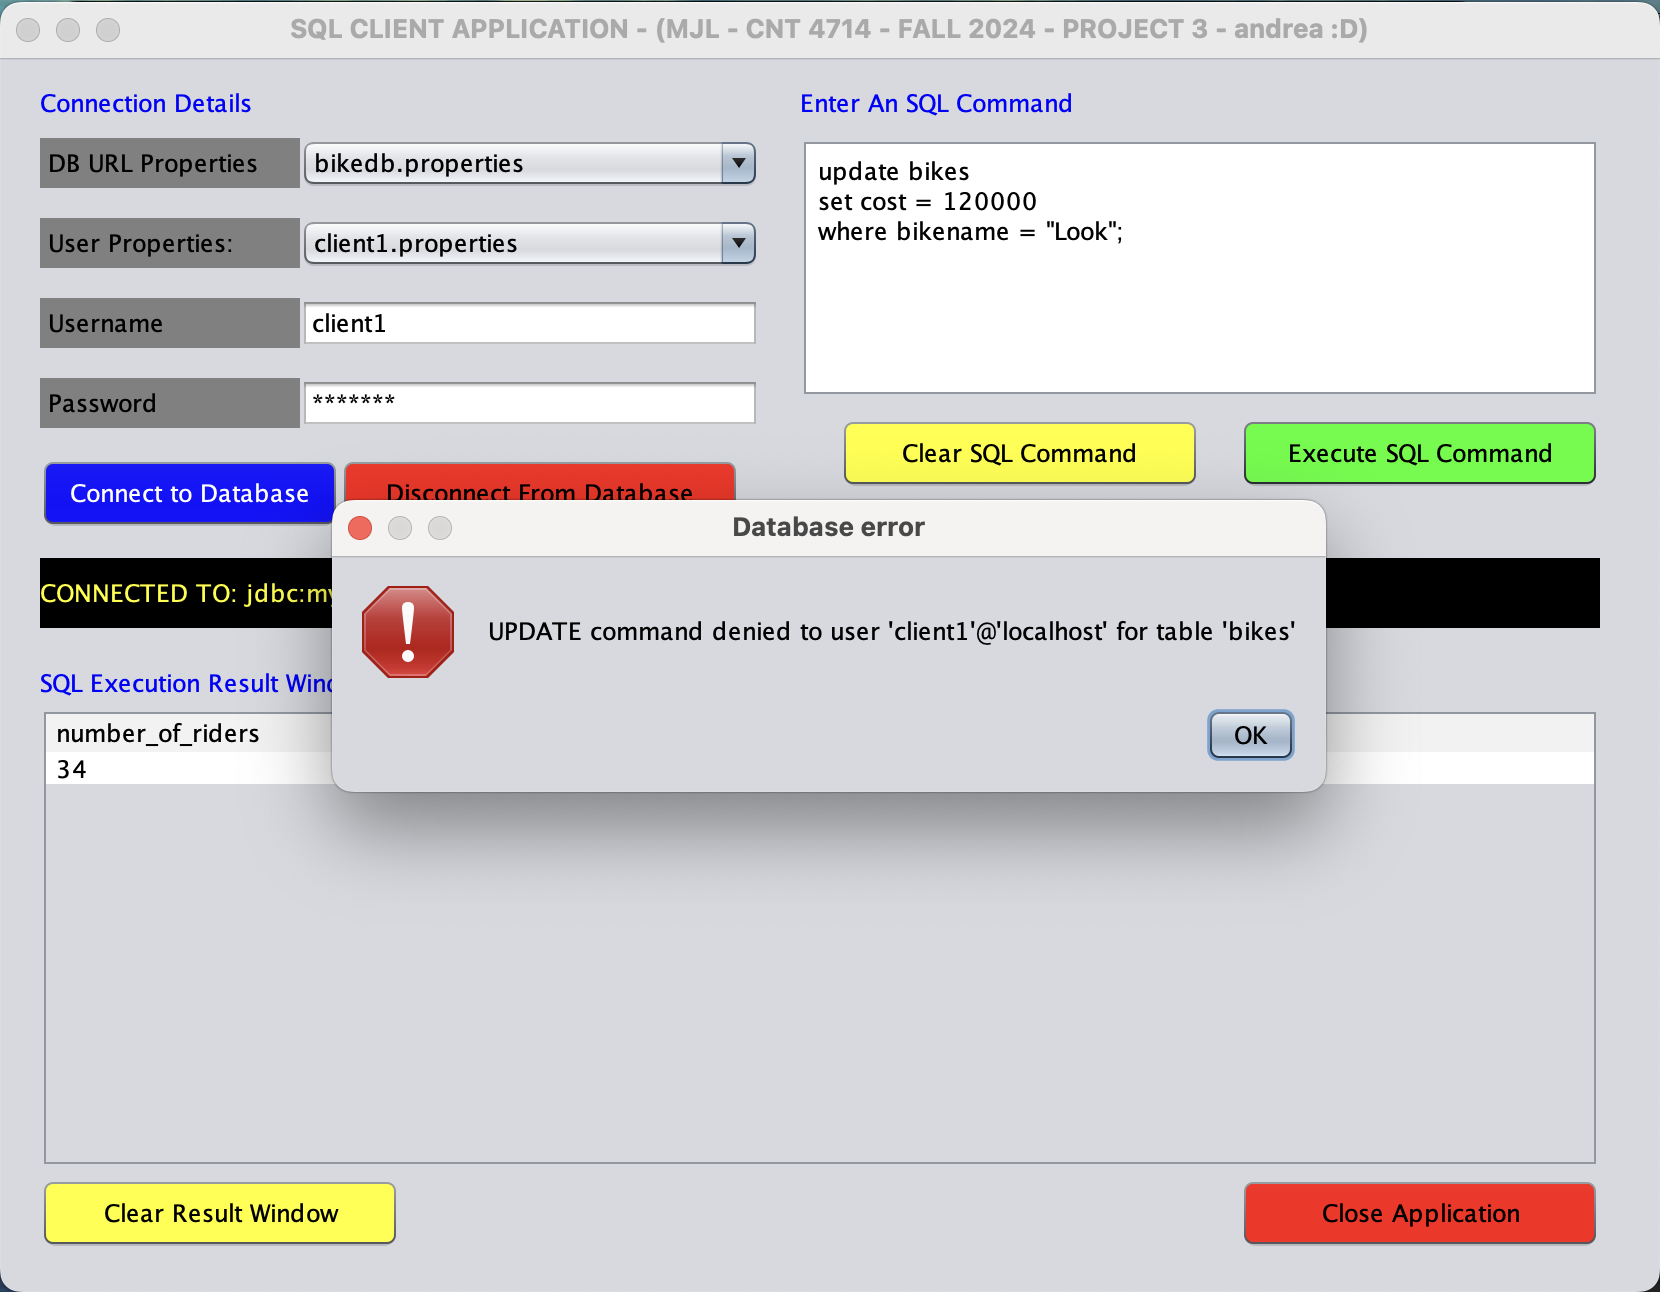 SQL CLIENT APPLICATION - (MJL - CNT 4714 - FALL 2024 - PROJECT 3 - andrea :D)
Connection Details
DB URL Properties
bikedb.properties
User Properties:
client1.properties
Username
client1
Password
*******
Connect to Database
Disconnect From Database
Enter An SQL Command
update bikes
set cost = 120000
where bikename = "Look";
Clear SQL Command
Execute SQL Command
CONNECTED TO: jdbc:my
Database error
UPDATE command denied to user 'client1'@'localhost' for table 'bikes'
OK
SQL Execution Result
number_of_riders
34
Clear Result Window
Close Application